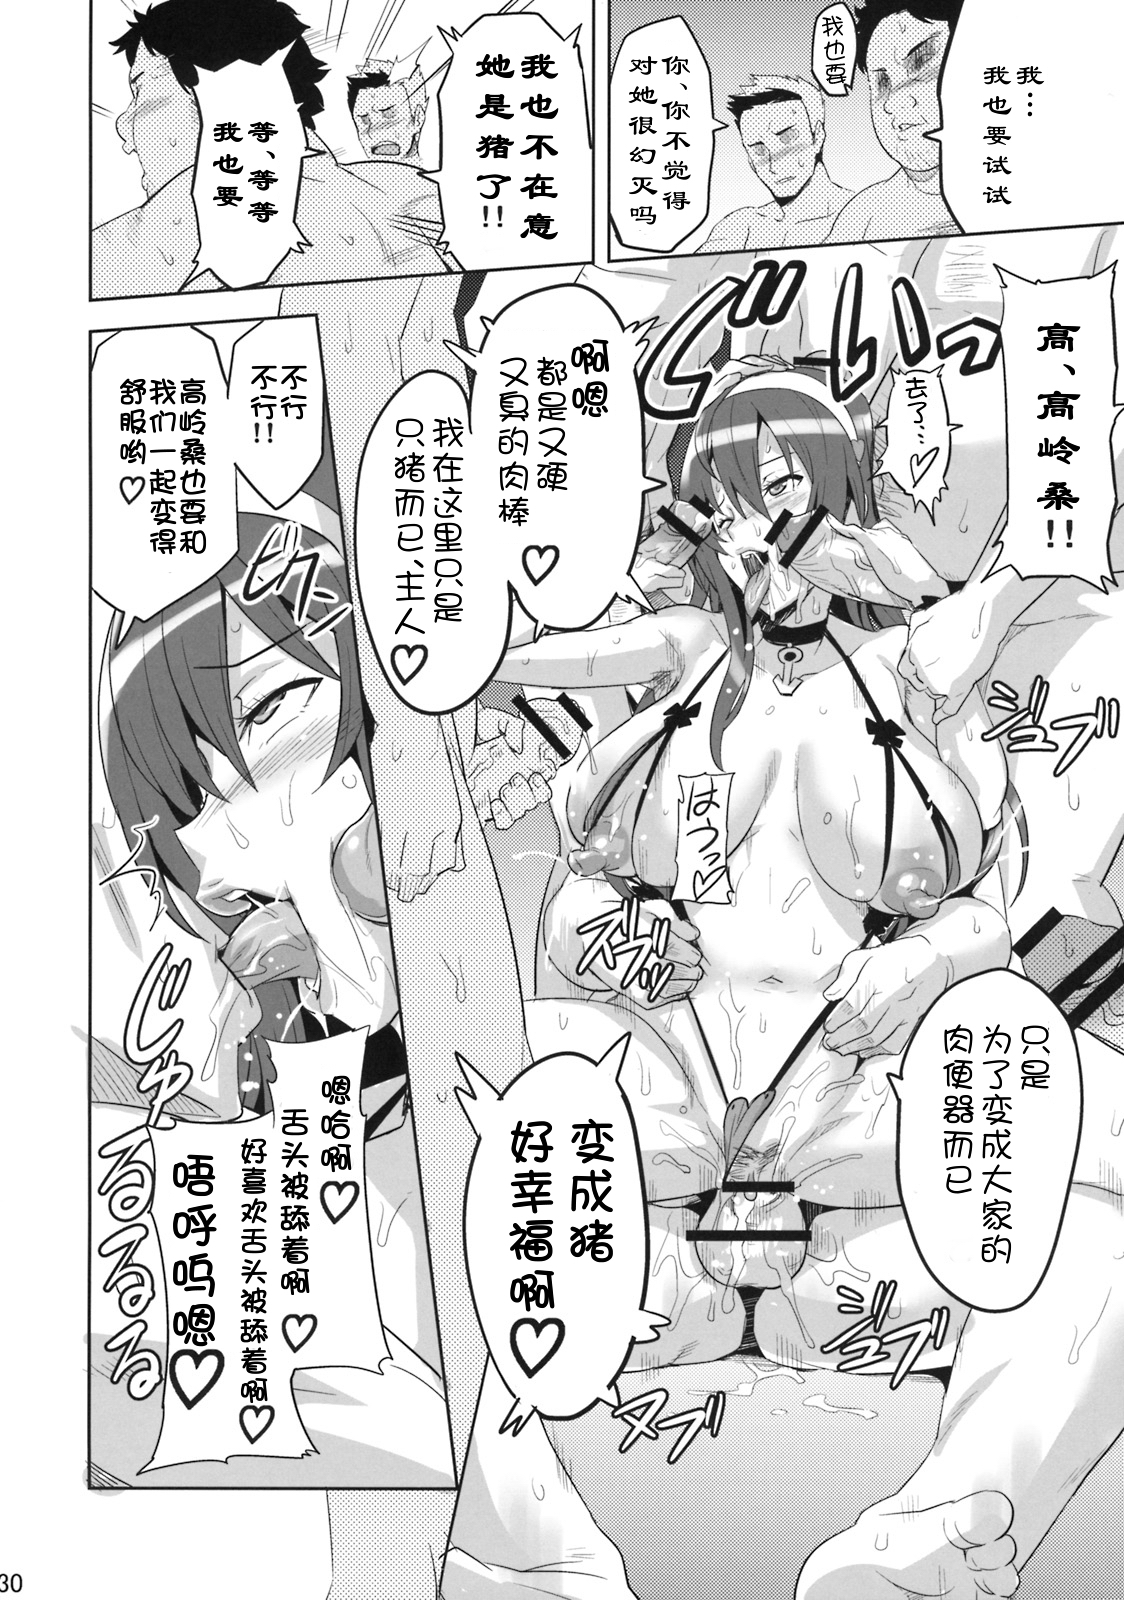 我…
我也要试试
我也要
你、你不觉得
对她很幻灭吗
我也不在意
她是猪了!!
等、等等
我也要
高、高岭桑!!
去了…♡
啊嗯
都是又硬
又臭的肉棒♡
我在这里只是
只猪而已,主人♡
不行
不行!!
高岭桑也要和
我们一起变得
舒服哟♡
はうっ♡
只是
为了变成大家的
肉便器而已
变成猪
好幸福啊♡
嗯哈啊♡
舌头被舔着啊♡
好喜欢舌头被舔着啊♡
唔呼呜嗯♡
ジュブッ
ズブッ
ジュブッ
ヌブッ
じゅ
るるるる
30